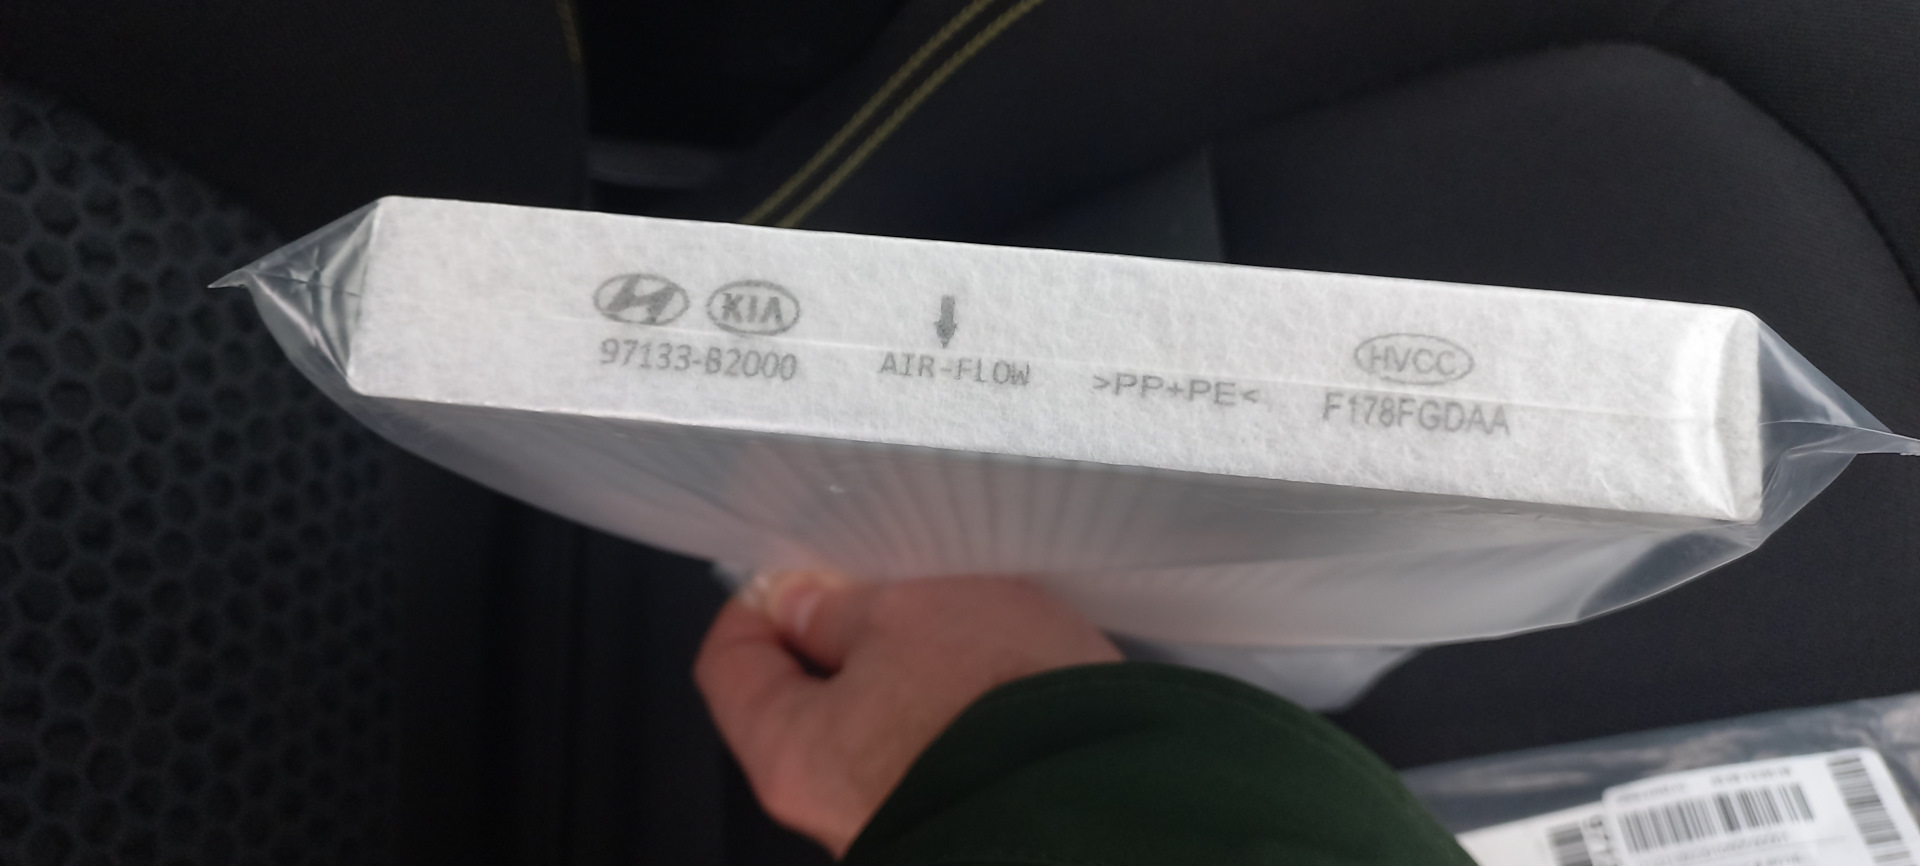 KIA
97133-B2000
AIR-FLOW
>PP+PE<
HVCC
F178FGDAA